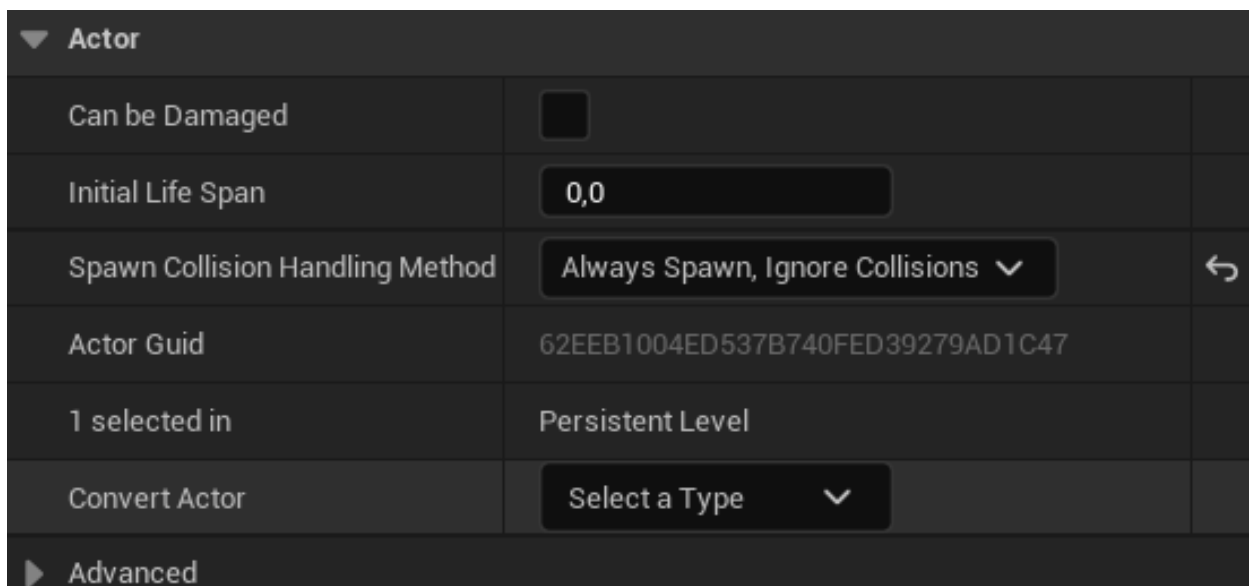 Actor
Can be Damaged
Initial Life Span 0,0
Spawn Collision Handling Method Always Spawn, Ignore Collisions
Actor Guid 62EEB1004ED537B740FED39279AD1C47
1 selected in Persistent Level
Convert Actor Select a Type
Advanced